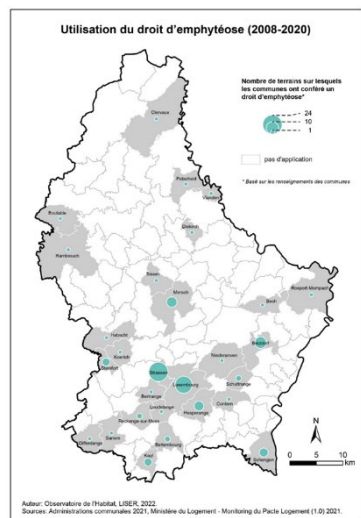 Utilisation du droit d'emphytéose (2008-2020)
Nombre de terrains sur lesquels
les communes ont conféré un
droit d'emphytéose*
24
10
1
pas d'application
* Basé sur les renseignements des communes
Clervaux
Putscheid
Vianden
Boulaide
Diekirch
Rambrouch
Bissen
Mersch
Rosport-Mompach
Bech
Habscht
Beidorf
Koerich
Steinfort
Niederanven
Strassen
Luxembourg
Schuttrange
Bertrange
Leudelange
Hesperange
Contern
Reckange-sur-Mess
Differdange
Sanem
Bettembourg
Kayl
Schengen
N
0 5 10
km
Auteur: Observatoire de l'Habitat, LISER, 2022.
Sources: Administrations communales 2021, Ministère du Logement - Monitoring du Pacte Logement (1.0) 2021.